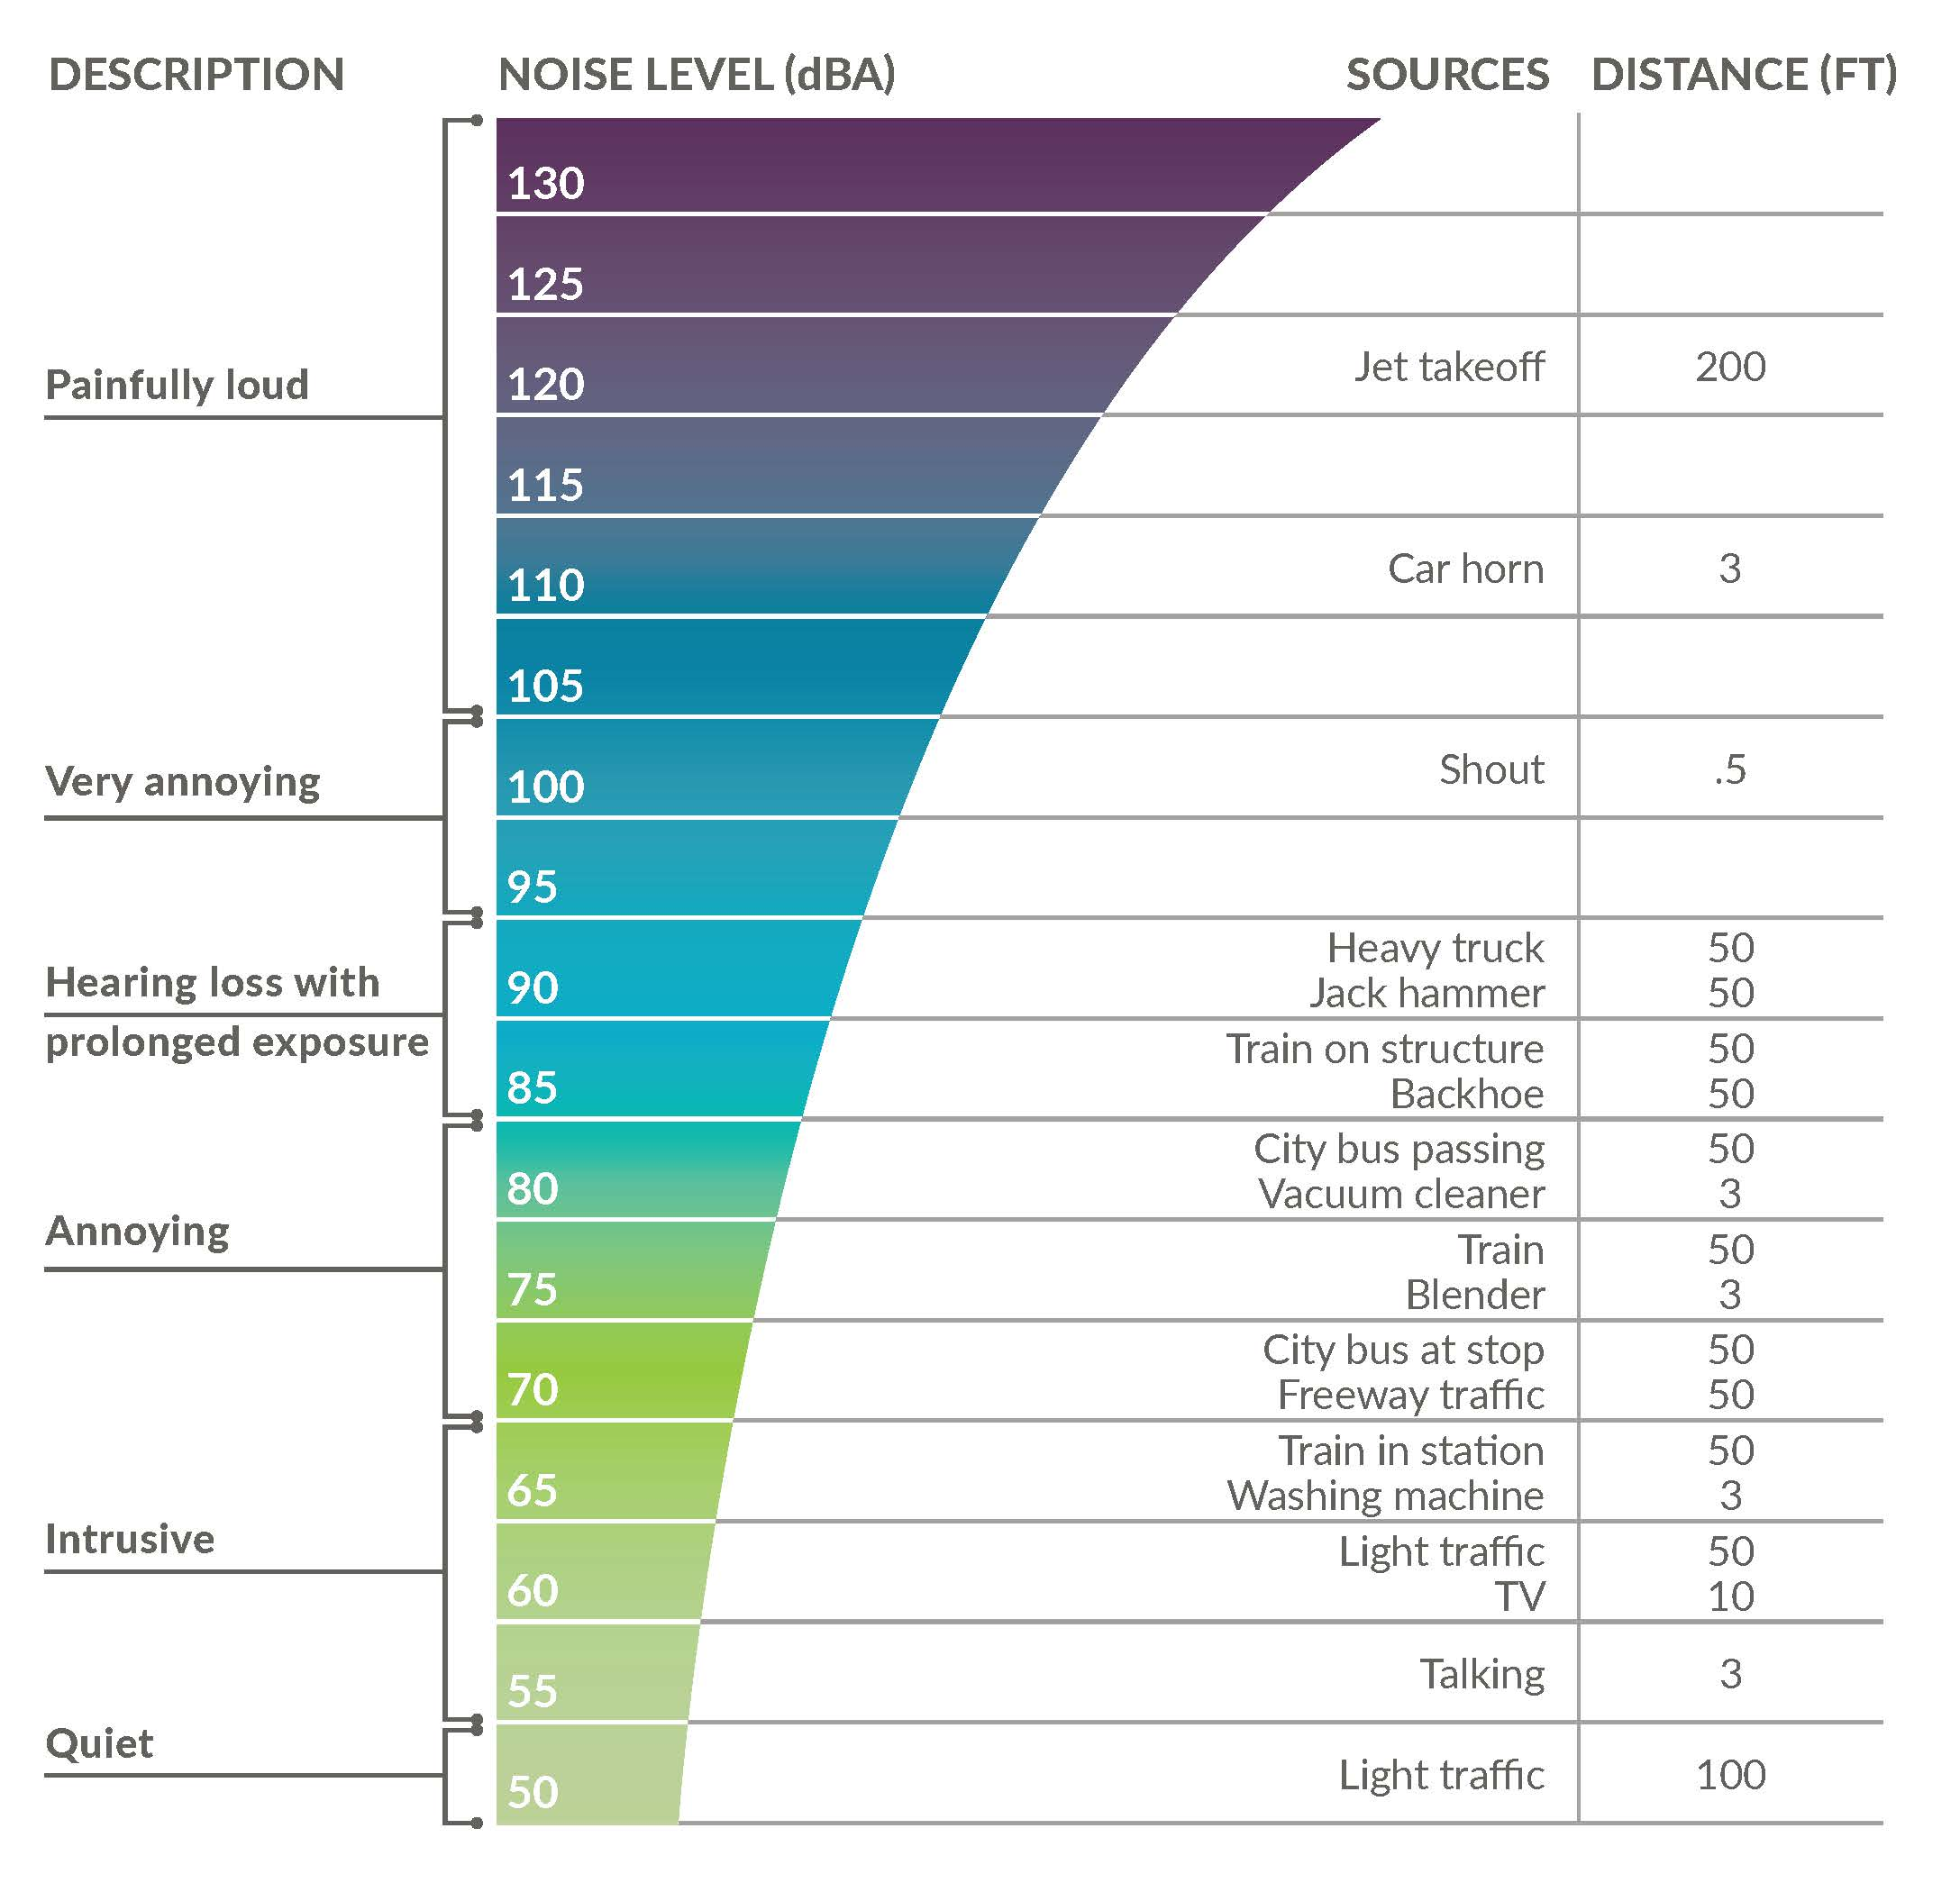 DESCRIPTION NOISE LEVEL (dBA) SOURCES DISTANCE (FT)
130
125
Painfully loud 120 Jet takeoff 200
115
110 Car horn 3
105
Very annoying 100 Shout .5
95
Hearing loss with
prolonged exposure
90 Heavy truck 50
Jack hammer 50
85 Train on structure 50
Backhoe 50
80 City bus passing 50
Vacuum cleaner 3
Annoying
75 Train 50
Blender 3
70 City bus at stop 50
Freeway traffic 50
65 Train in station 50
Washing machine 3
Intrusive
60 Light traffic 50
TV 10
55 Talking 3
Quiet
50 Light traffic 100